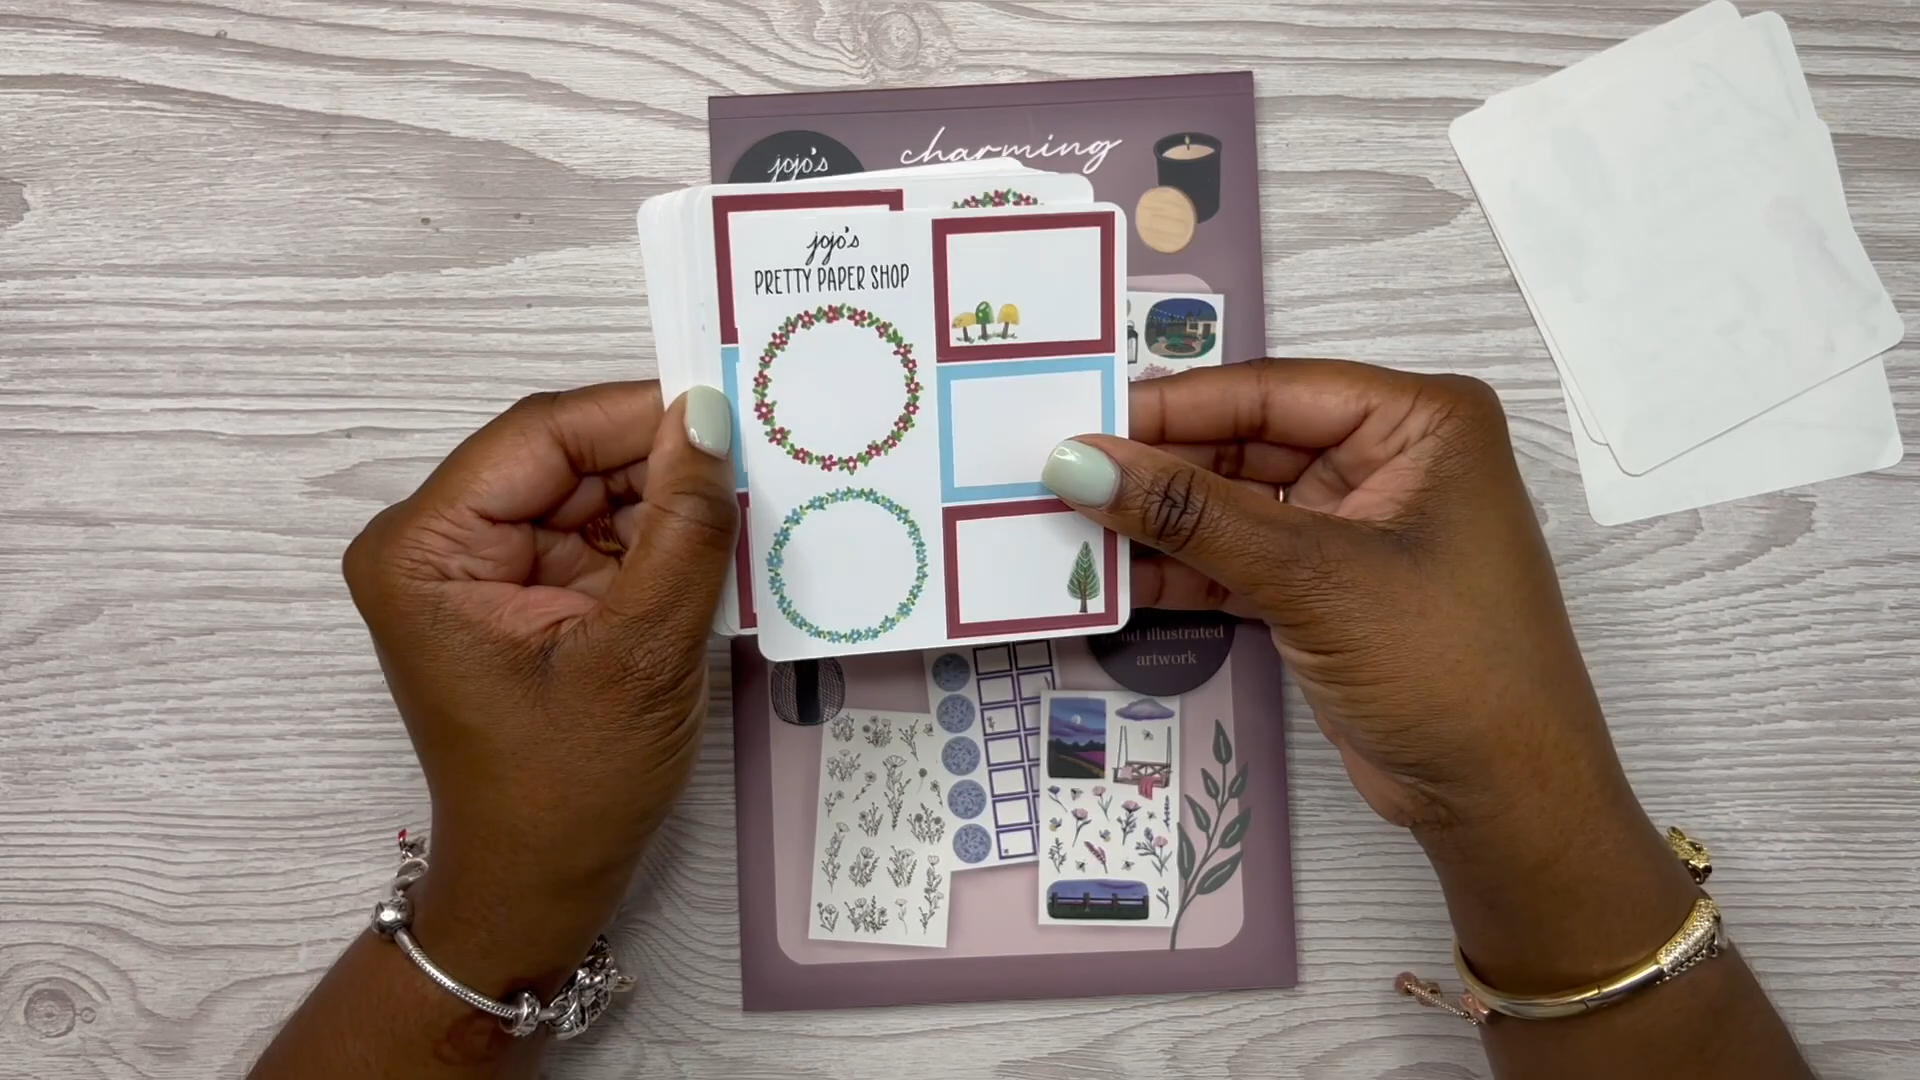 jojo's
charming
jojo's
PRETTY PAPER SHOP
illustrated
artwork